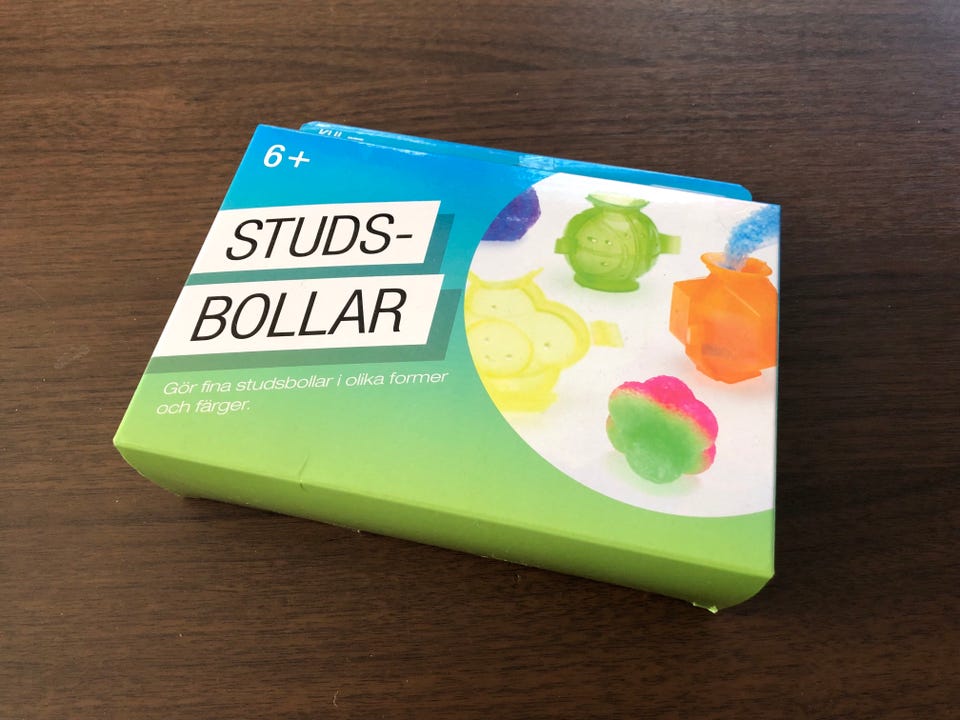 6+
STUDS-
BOLLAR
Gör fina studsbollar i olika former
och färger.